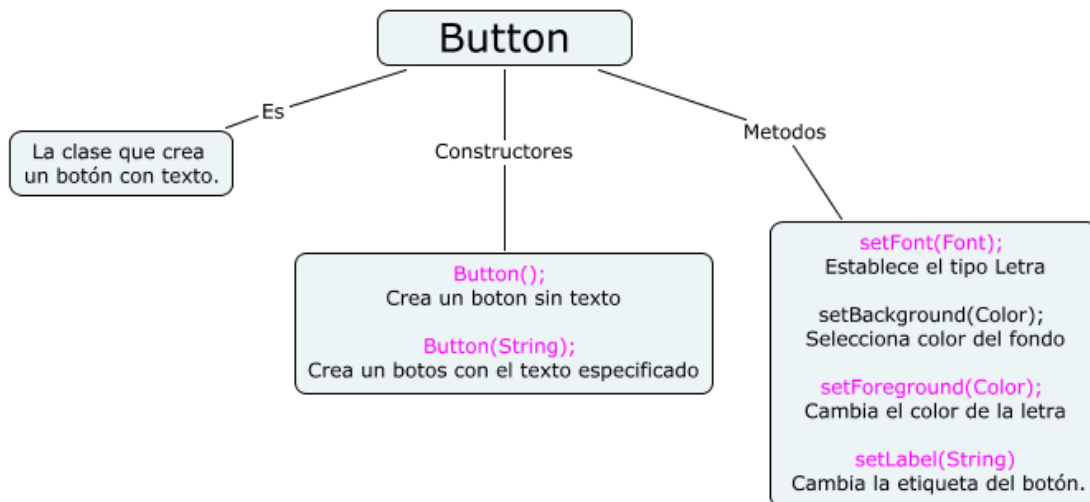 Button
Es
La clase que crea
un botón con texto.
Constructores
Button();
Crea un boton sin texto
Button(String);
Crea un botos con el texto especificado
Metodos
setFont(Font);
Establece el tipo Letra
setBackground(Color);
Selecciona color del fondo
setForeground(Color);
Cambia el color de la letra
setLabel(String)
Cambia la etiqueta del botón.